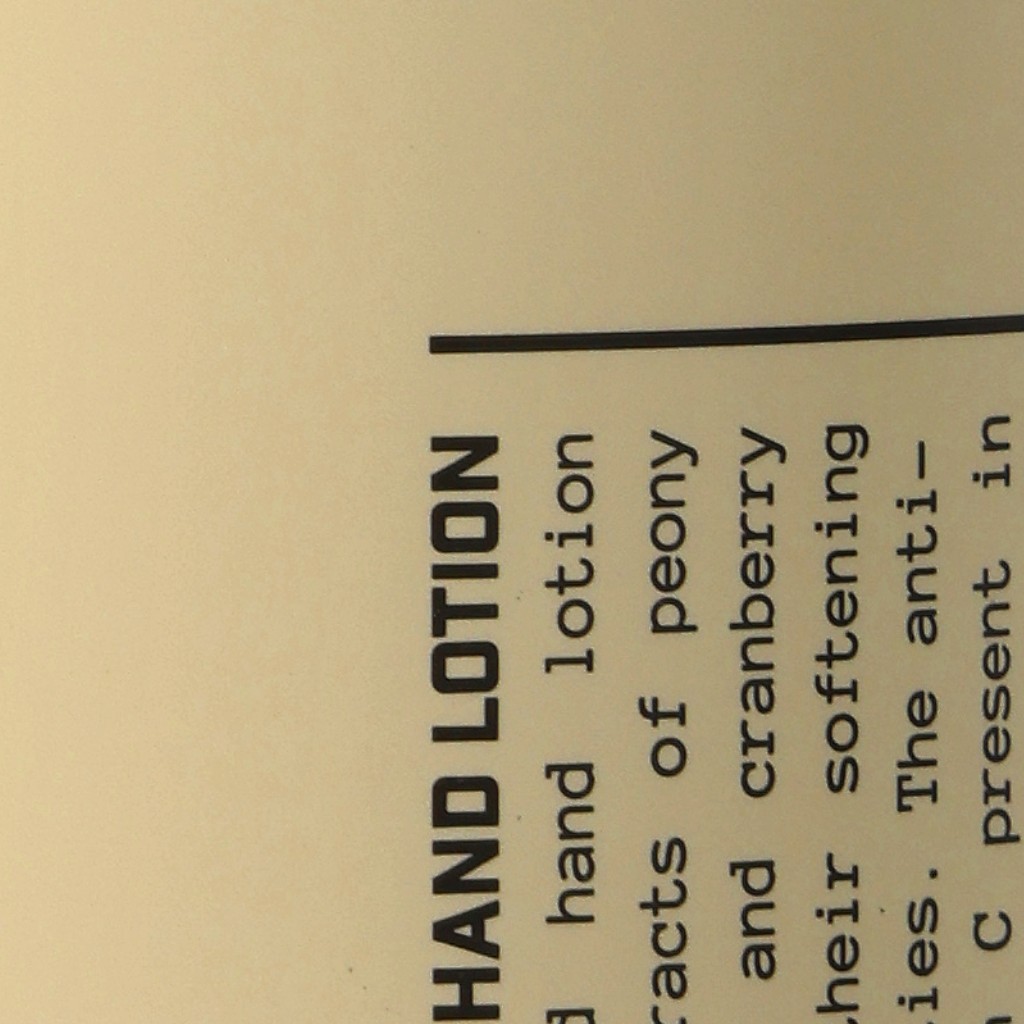 HAND LOTION
hand lotion
of peony
and cranberry
softening
The anti-
C present in